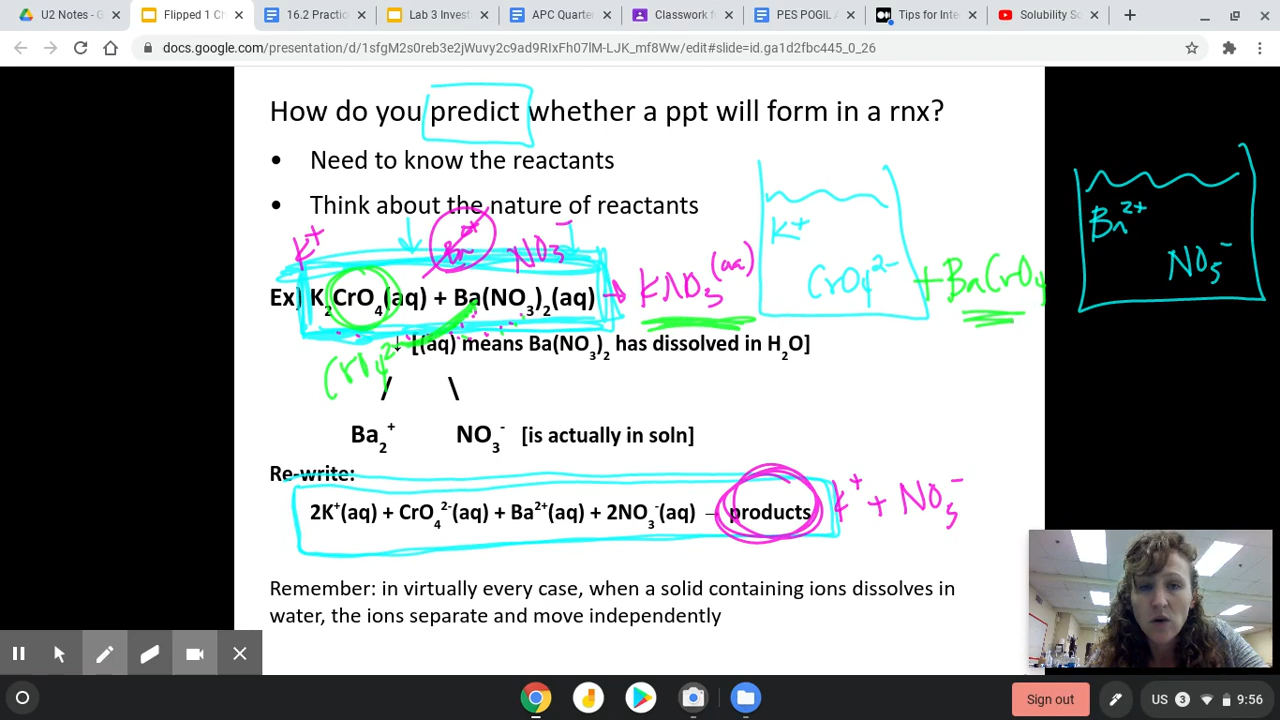 U2 Notes - G
Flipped 1 Ch
16.2 Practic
Lab 3 Invest
APC Quarter
Classwork f
PES POGIL A
Tips for Inte
Solubility So
docs.google.com/presentation/d/1sfgM2s0reb3e2jWuvy2c9ad9RIxFh07lM-LJK_mf8Ww/edit#slide=id.ga1d2fbc445_0_26
How do you predict whether a ppt will form in a rnx?
• Need to know the reactants
• Think about the nature of reactants
K⁺ Ba²⁺ NO₃⁻
Ex) K₂CrO₄(aq) + Ba(NO₃)₂(aq) → KNO₃(aq) + BaCrO₄
K⁺
CrO₄²⁻
Ba²⁺
NO₃⁻
↓ [(aq) means Ba(NO₃)₂ has dissolved in H₂O]
CrO₄²⁻
/ \
Ba₂⁺ NO₃⁻ [is actually in soln]
Re-write:
2K⁺(aq) + CrO₄²⁻(aq) + Ba²⁺(aq) + 2NO₃⁻(aq) → products K⁺ + NO₃⁻
Remember: in virtually every case, when a solid containing ions dissolves in
water, the ions separate and move independently
Sign out
US 3 9:56